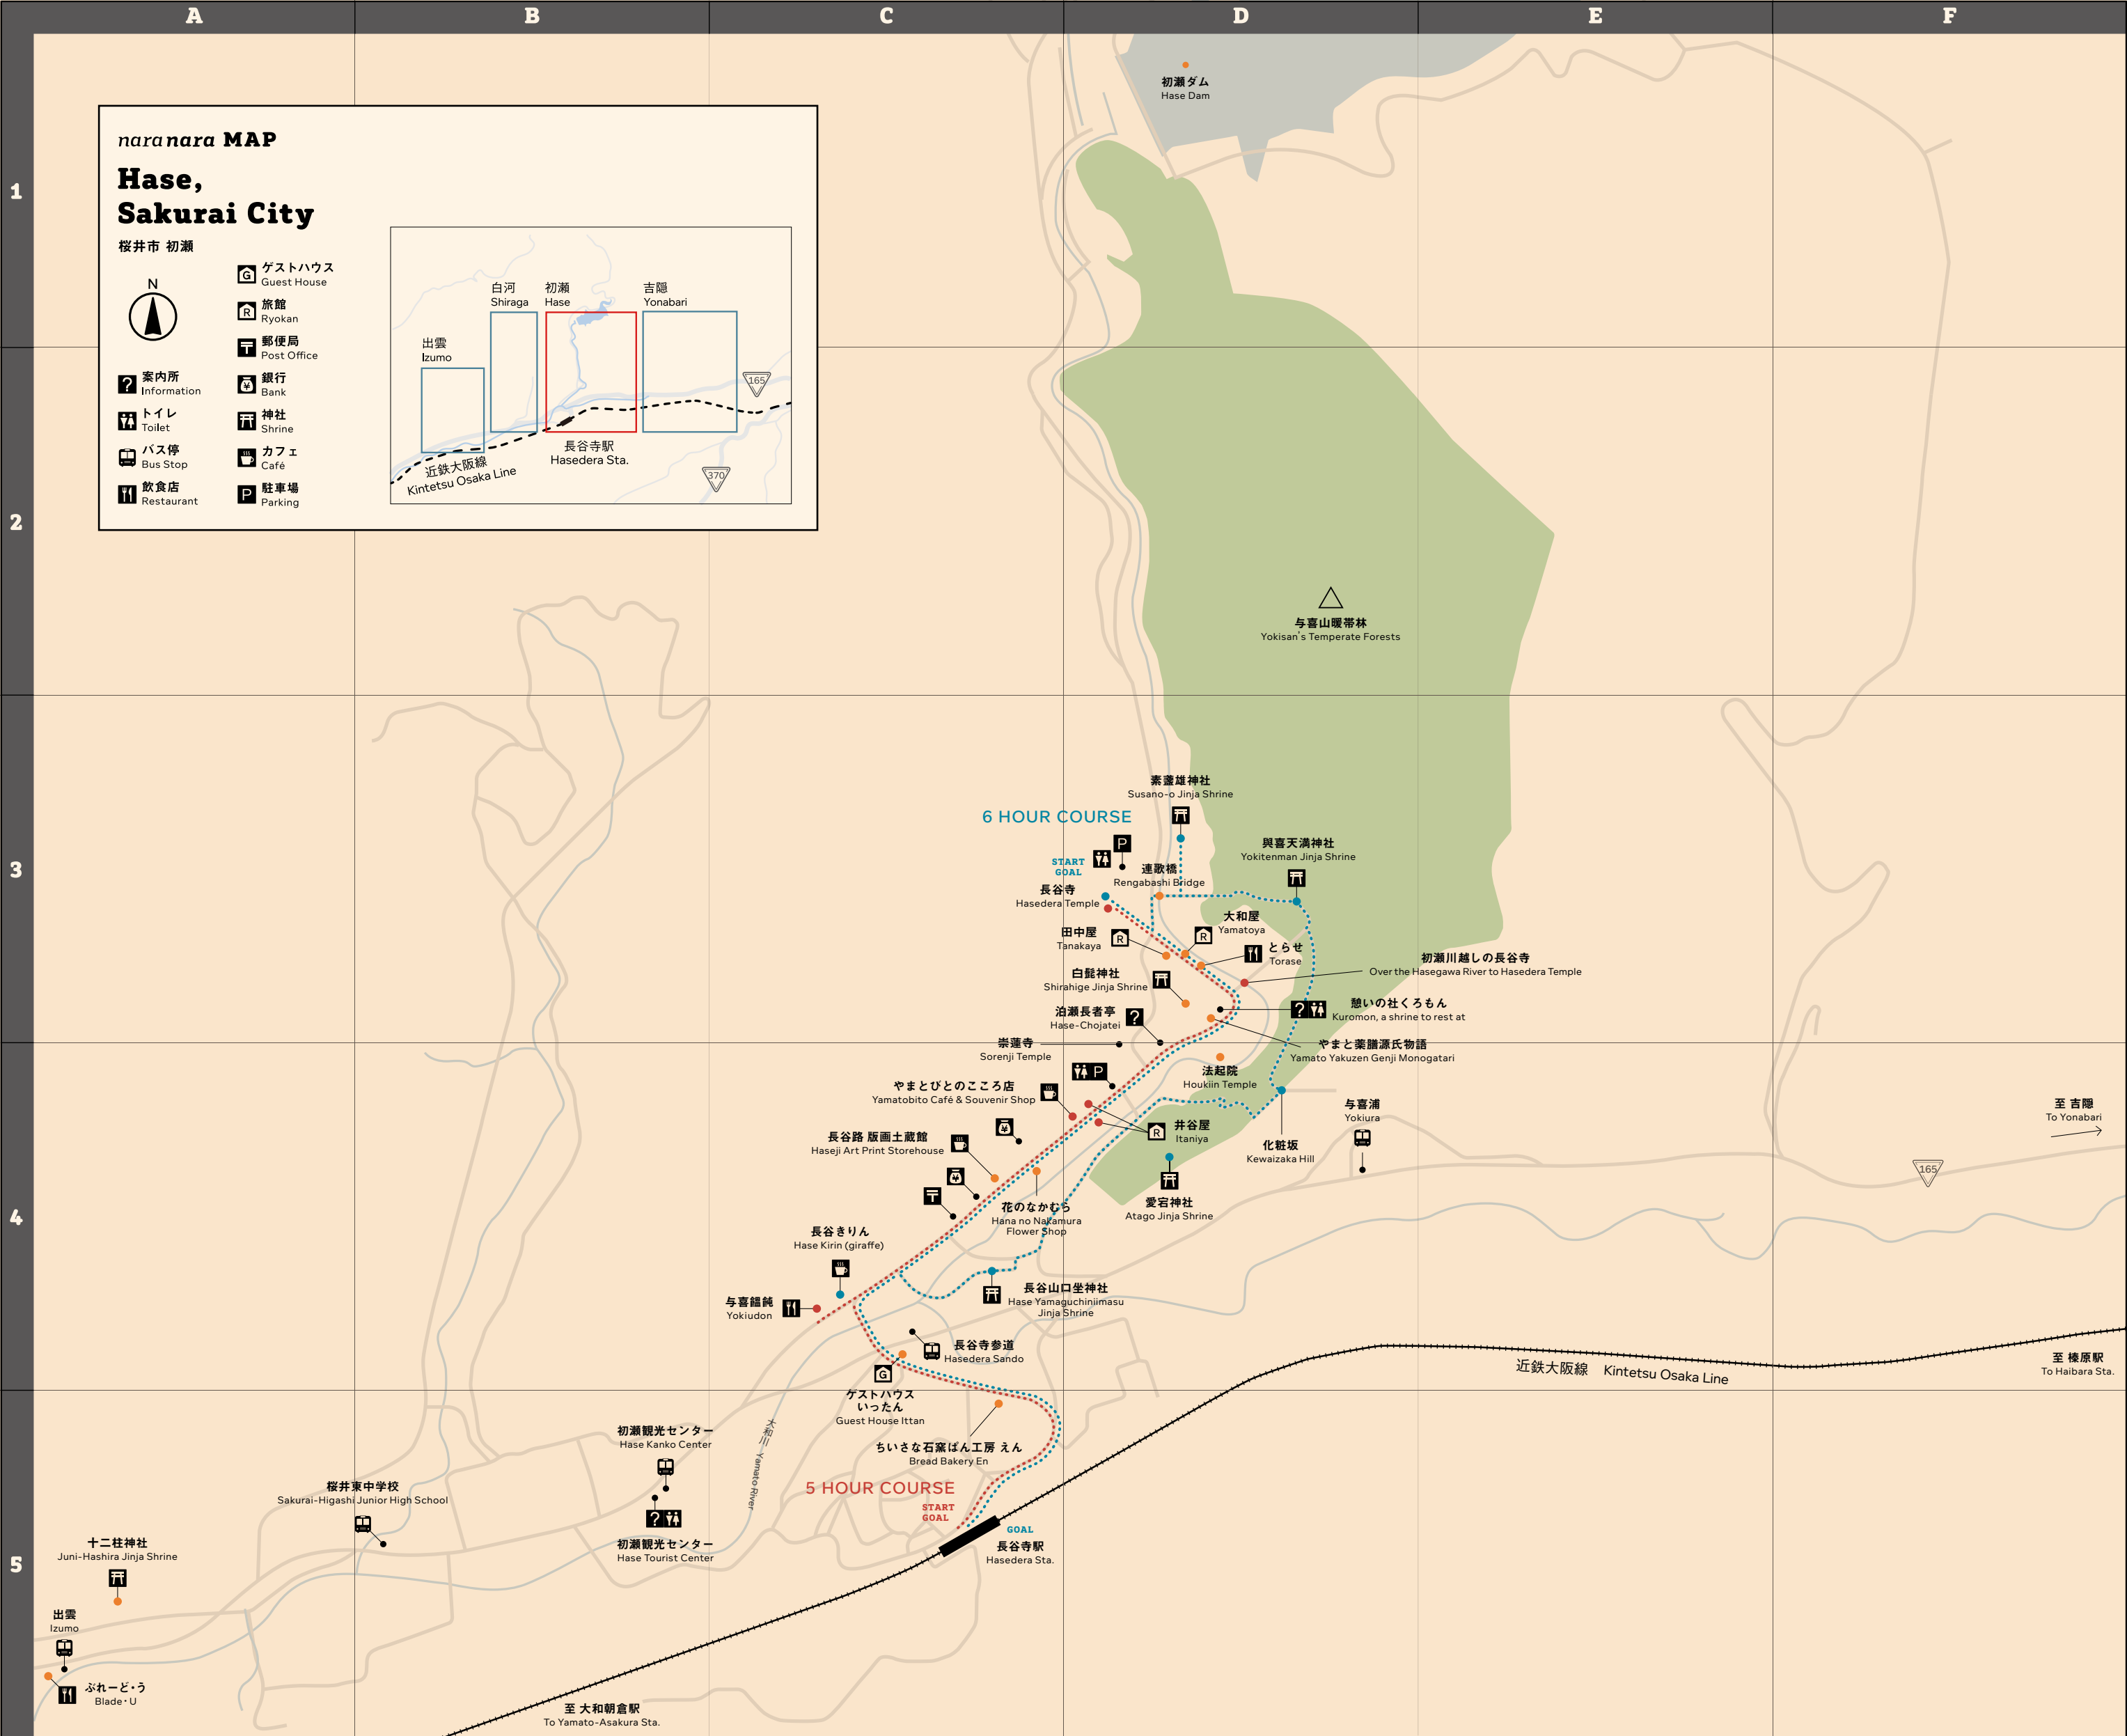 A
B
C
D
E
F
1
2
3
4
5
nara nara MAP
Hase,
Sakurai City
桜井市 初瀬
N
案内所
Information
トイレ
Toilet
バス停
Bus Stop
飲食店
Restaurant
G
ゲストハウス
Guest House
R
旅館
Ryokan
郵便局
Post Office
銀行
Bank
神社
Shrine
カフェ
Café
P
駐車場
Parking
出雲
Izumo
白河
Shiraga
初瀬
Hase
吉隠
Yonabari
165
長谷寺駅
Hasedera Sta.
近鉄大阪線
Kintetsu Osaka Line
370
初瀬ダム
Hase Dam
与喜山暖帯林
Yokisan's Temperate Forests
素盞雄神社
Susano-o Jinja Shrine
6 HOUR COURSE
P
START
GOAL
連歌橋
Rengabashi Bridge
與喜天満神社
Yokitenman Jinja Shrine
長谷寺
Hasedera Temple
大和屋
Yamatoya
R
田中屋
Tanakaya
R
とらせ
Torase
初瀬川越しの長谷寺
Over the Hasegawa River to Hasedera Temple
白髭神社
Shirahige Jinja Shrine
泊瀬長者亭
Hase-Chojatei
?
?
憩いの社くろもん
Kuromon, a shrine to rest at
崇蓮寺
Sorenji Temple
やまと薬膳源氏物語
Yamato Yakuzen Genji Monogatari
P
法起院
Houkiin Temple
やまとびとのこころ店
Yamatobito Café & Souvenir Shop
与喜浦
Yokiura
至 吉隠
To Yonabari
長谷路 版画土蔵館
Haseji Art Print Storehouse
R
井谷屋
Itaniya
化粧坂
Kewaizaka Hill
165
花のなかむら
Hana no Nakamura
Flower Shop
愛宕神社
Atago Jinja Shrine
長谷きりん
Hase Kirin (giraffe)
与喜饂飩
Yokiudon
長谷山口坐神社
Hase Yamaguchiniimasu
Jinja Shrine
長谷寺参道
Hasedera Sando
G
ゲストハウス
いったん
Guest House Ittan
近鉄大阪線 Kintetsu Osaka Line
至 榛原駅
To Haibara Sta.
ちいさな石窯ぱん工房 えん
Bread Bakery En
大和川 Yamato River
初瀬観光センター
Hase Kanko Center
?
初瀬観光センター
Hase Tourist Center
5 HOUR COURSE
START
GOAL
GOAL
長谷寺駅
Hasedera Sta.
桜井東中学校
Sakurai-Higashi Junior High School
十二柱神社
Juni-Hashira Jinja Shrine
出雲
Izumo
ぶれーど・う
Blade・U
至 大和朝倉駅
To Yamato-Asakura Sta.